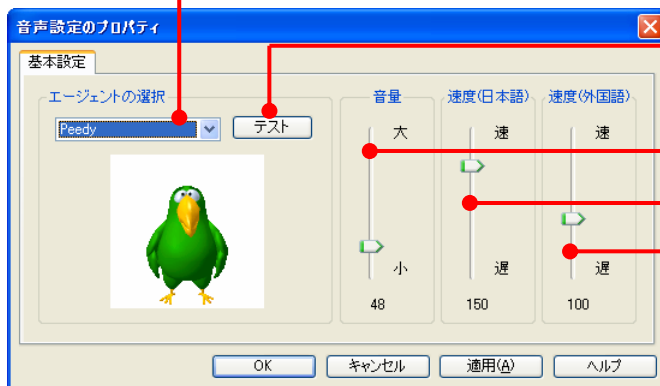 音声設定のプロパティ
基本設定
エージェントの選択
Peedy
テスト
音量
大
小
48
速度(日本語)
速
遅
150
速度(外国語)
速
遅
100
OK
キャンセル
適用(A)
ヘルプ